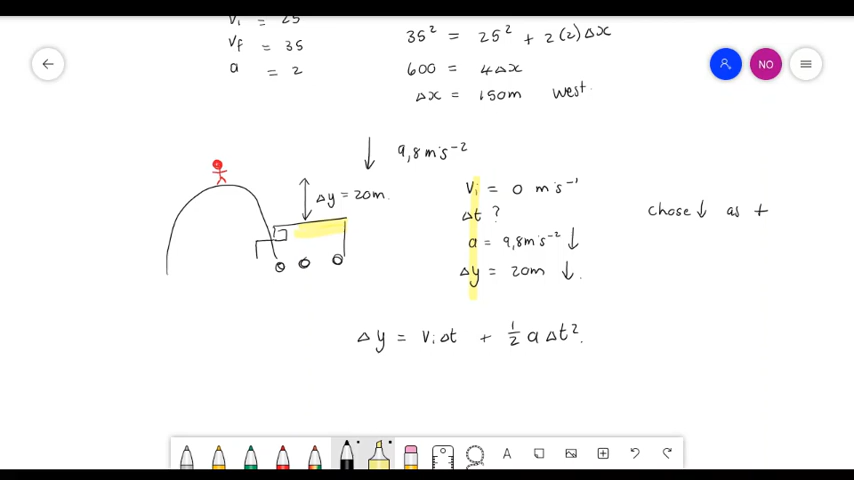 vi = 25
vf = 35
a = 2
35² = 25² + 2(2)Δx
600 = 4Δx
Δx = 150m west.
9,8 m·s⁻²
Δy = 20m.
vi = 0 m·s⁻¹
Δt ?
a = 9,8m·s⁻² ↓
Δy = 20m ↓.
chose ↓ as +
Δy = viΔt + ½ a Δt².
NO
A